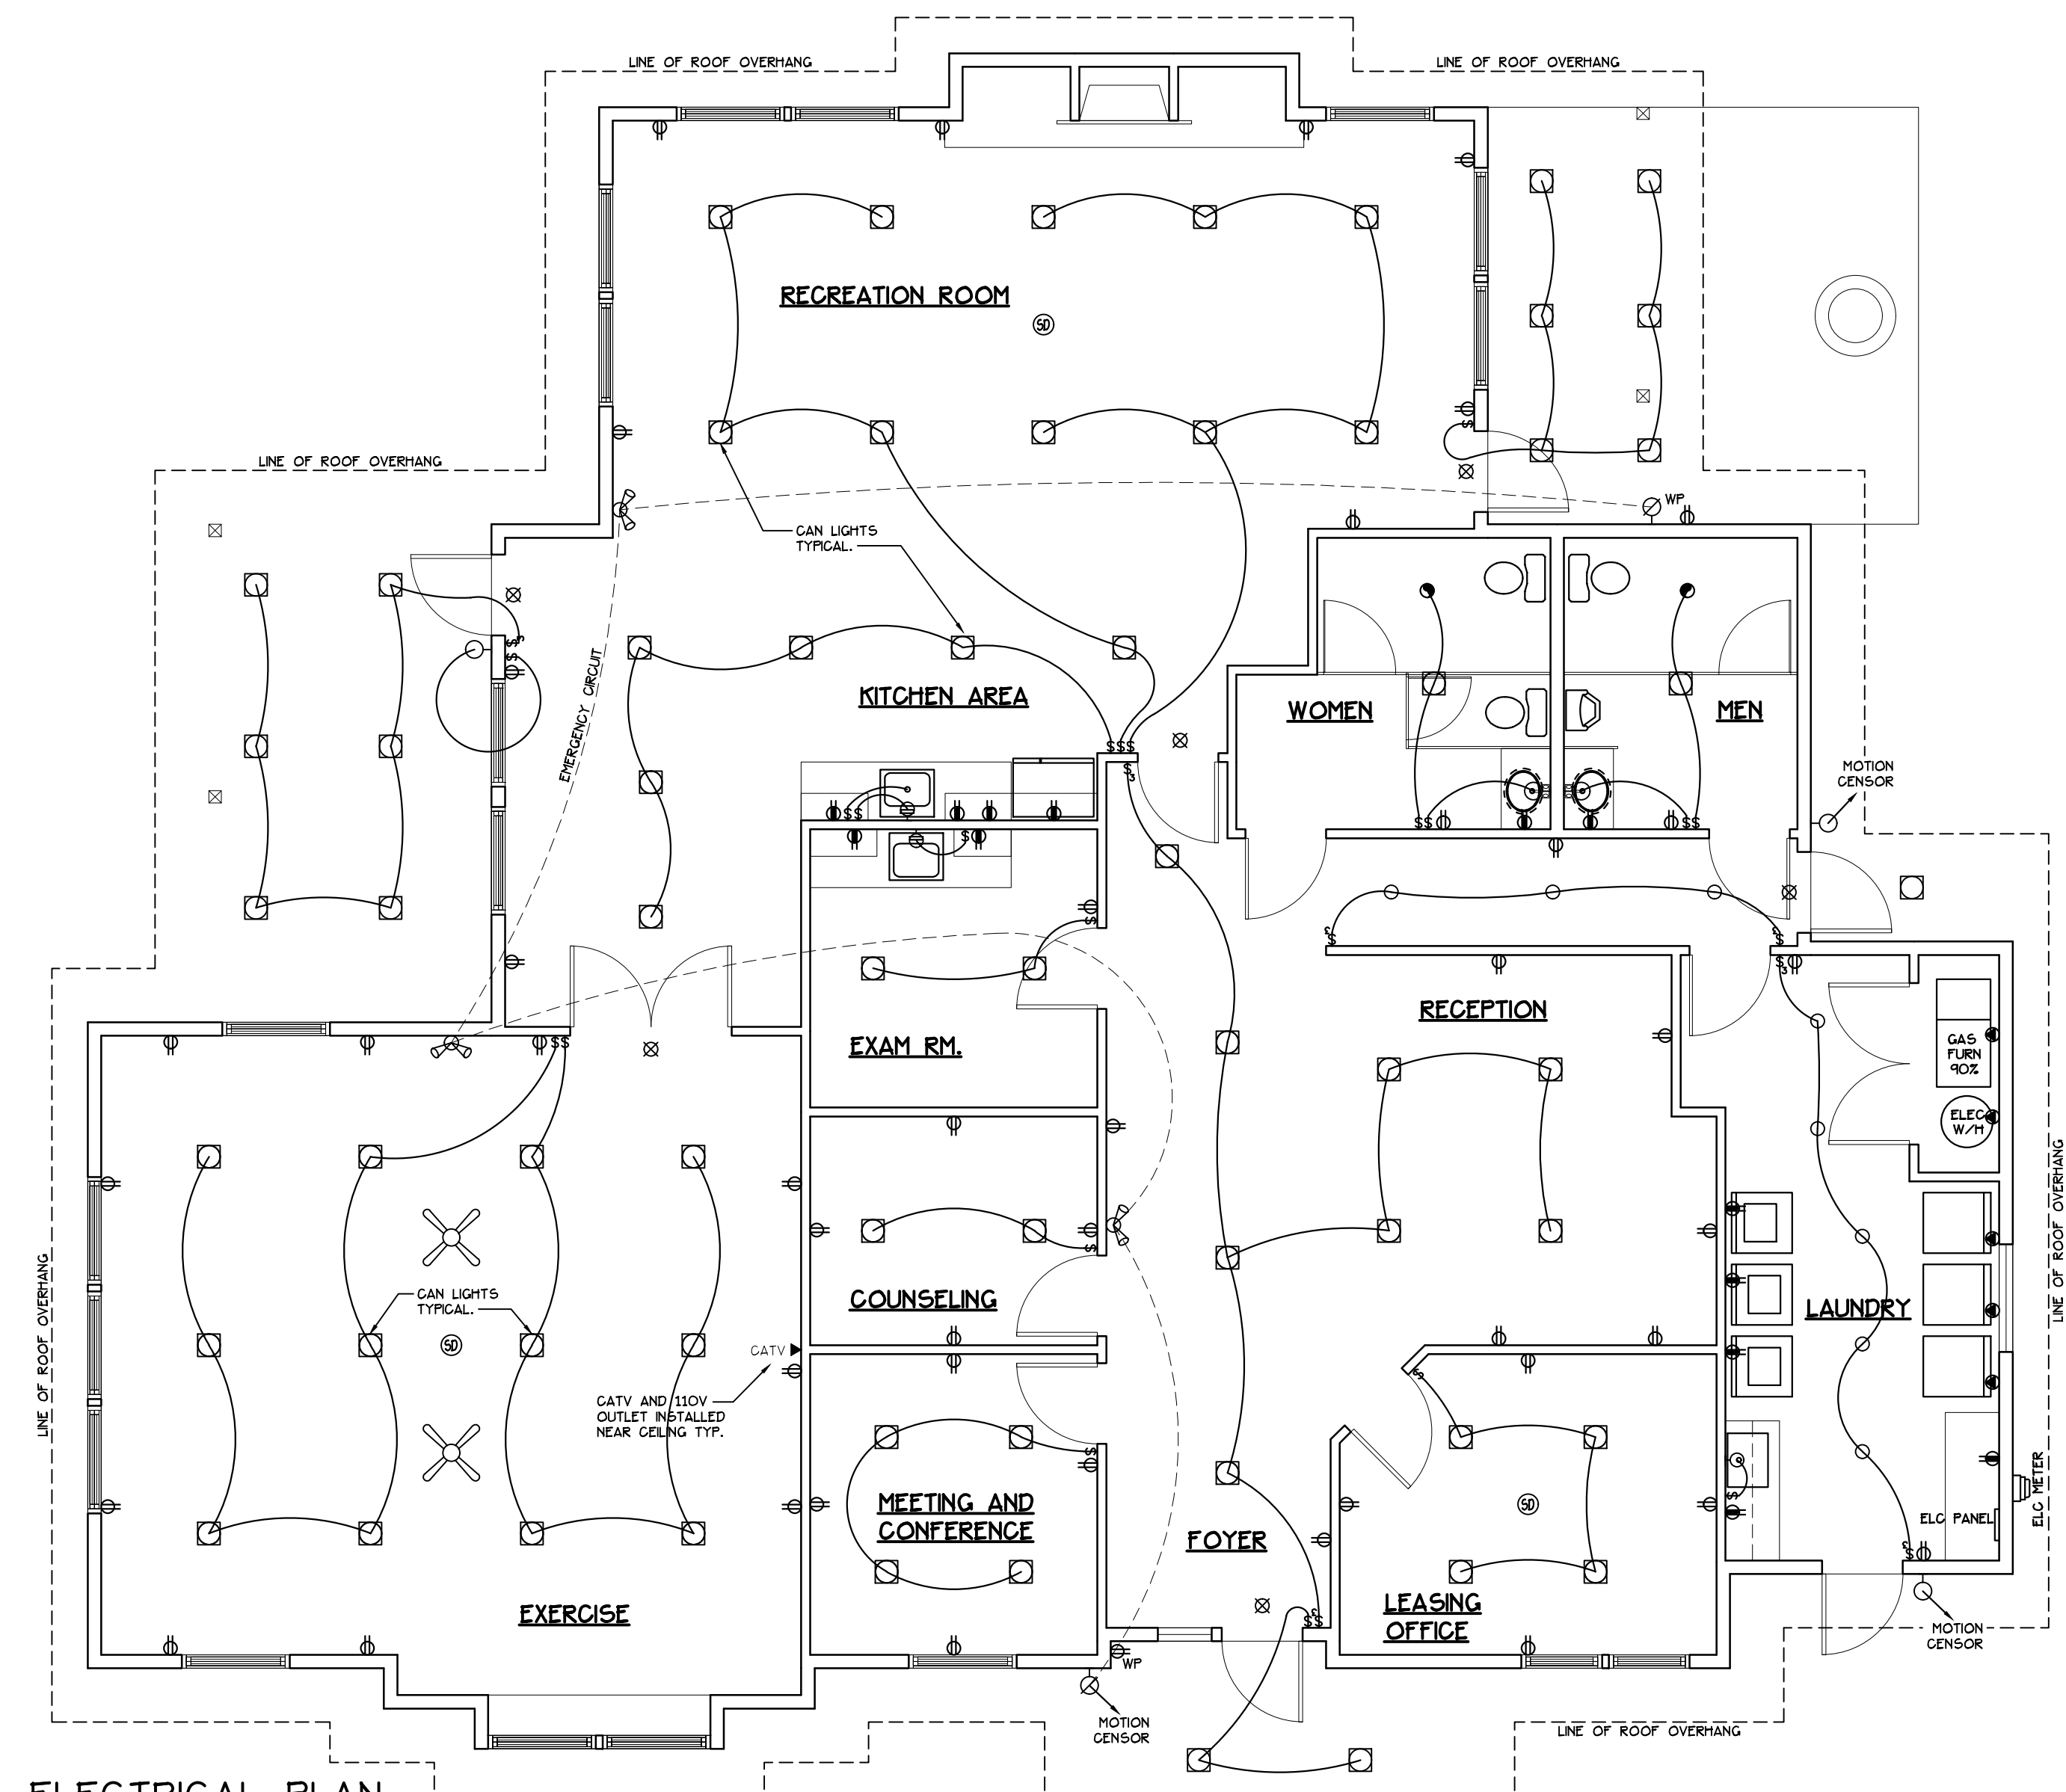 LINE OF ROOF OVERHANG
LINE OF ROOF OVERHANG
RECREATION ROOM
SD
LINE OF ROOF OVERHANG
WP
CAN LIGHTS
TYPICAL.
EMERGENCY CIRCUIT
KITCHEN AREA
WOMEN
MEN
MOTION
CENSOR
$ $
$$$
$3
$
$$
$$
$$
RECEPTION
EXAM RM.
GAS
FURN
90%
ELEC
W/H
LINE OF ROOF OVERHANG
LINE OF ROOF OVERHANG
COUNSELING
CAN LIGHTS
TYPICAL.
SD
CATV
CATV AND 110V
OUTLET INSTALLED
NEAR CEILING TYP.
LAUNDRY
MEETING AND
CONFERENCE
SD
FOYER
ELC PANEL
ELC METER
EXERCISE
LEASING
OFFICE
WP
MOTION
CENSOR
MOTION
CENSOR
LINE OF ROOF OVERHANG
ELECTRICAL PLAN